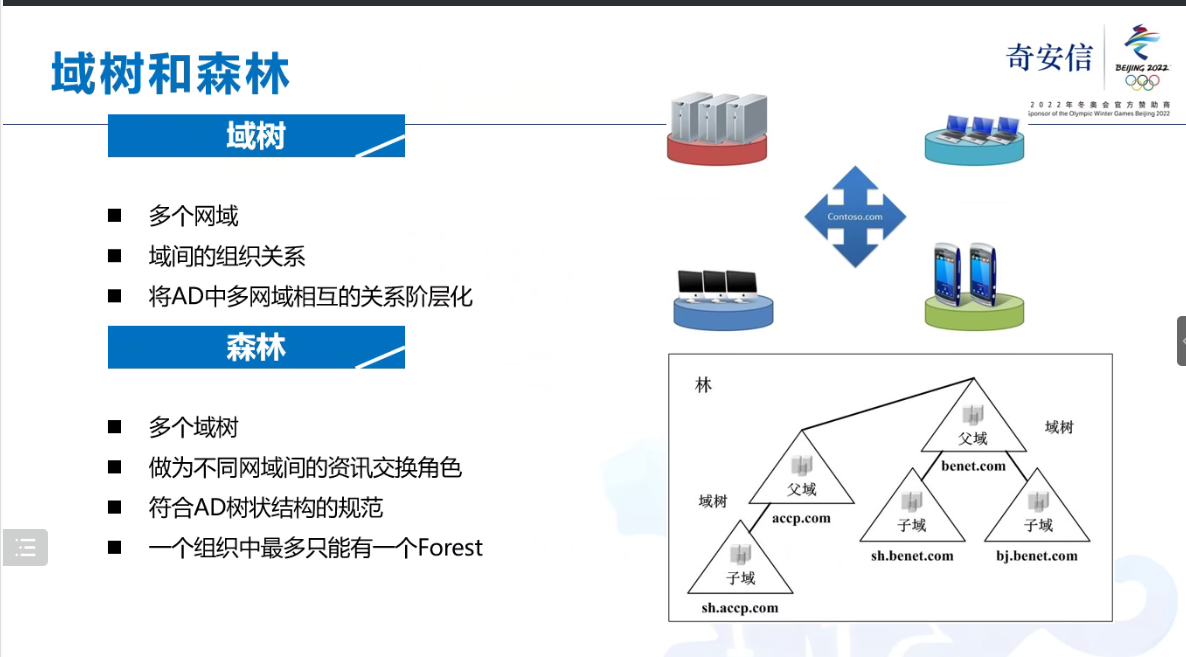 域树和森林
奇安信
BEIJING 2022
2022年冬奥会官方赞助商
Sponsor of the Olympic Winter Games Beijing 2022
域树
多个网域
域间的组织关系
将AD中多网域相互的关系阶层化
森林
多个域树
做为不同网域间的资讯交换角色
符合AD树状结构的规范
一个组织中最多只能有一个Forest
Contoso.com
林
父域
域树
benet.com
父域
域树
accp.com
子域
sh.benet.com
子域
bj.benet.com
子域
sh.accp.com